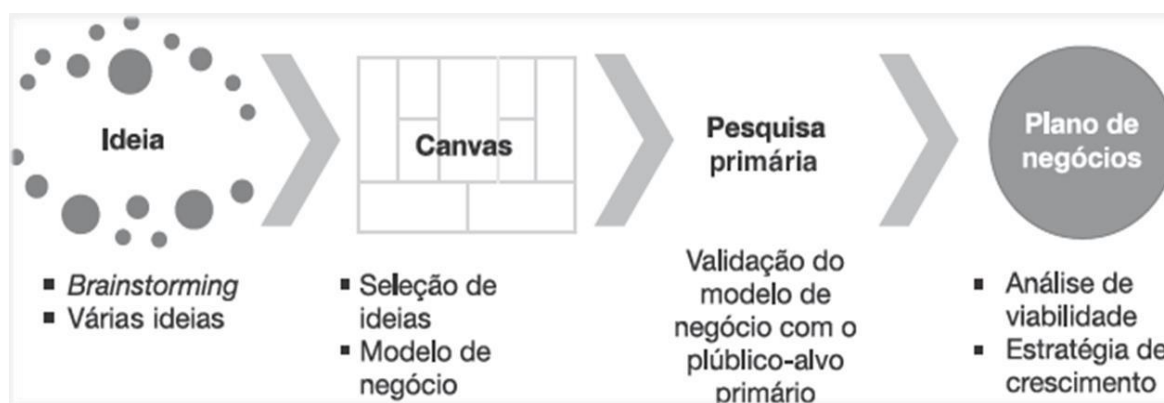 Ideia
Brainstorming
Várias ideias
Canvas
Seleção de
ideias
Modelo de
negócio
Pesquisa
primária
Validação do
modelo de
negócio com o
plúblico-alvo
primário
Plano de
negócios
Análise de
viabilidade
Estratégia de
crescimento